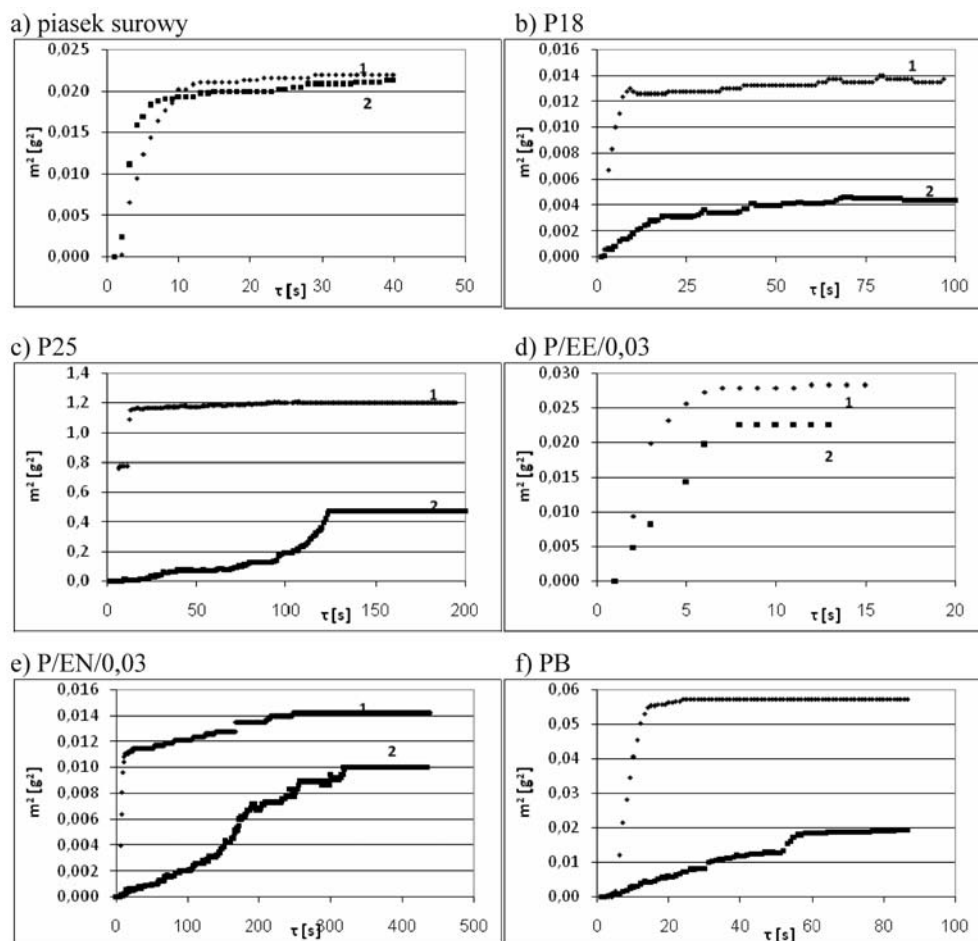 a) piasek surowy
0,025
0,020
0,015
0,010
0,005
0,000
m² [g²]
1
2
0 10 20 30 40 50
τ [s]
b) P18
0,016
0,014
0,012
0,010
0,008
0,006
0,004
0,002
0,000
m² [g²]
1
2
0 25 50 75 100
τ [s]
c) P25
1,4
1,2
1,0
0,8
0,6
0,4
0,2
0,0
m² [g²]
1
2
0 50 100 150 200
τ [s]
d) P/EE/0,03
0,030
0,025
0,020
0,015
0,010
0,005
0,000
m² [g²]
1
2
0 5 10 15 20
τ [s]
e) P/EN/0,03
0,016
0,014
0,012
0,010
0,008
0,006
0,004
0,002
0,000
m² [g²]
1
2
0 100 200 300 400 500
τ [s]
f) PB
0,06
0,05
0,04
0,03
0,02
0,01
0,00
m² [g²]
0 20 40 60 80 100
τ [s]